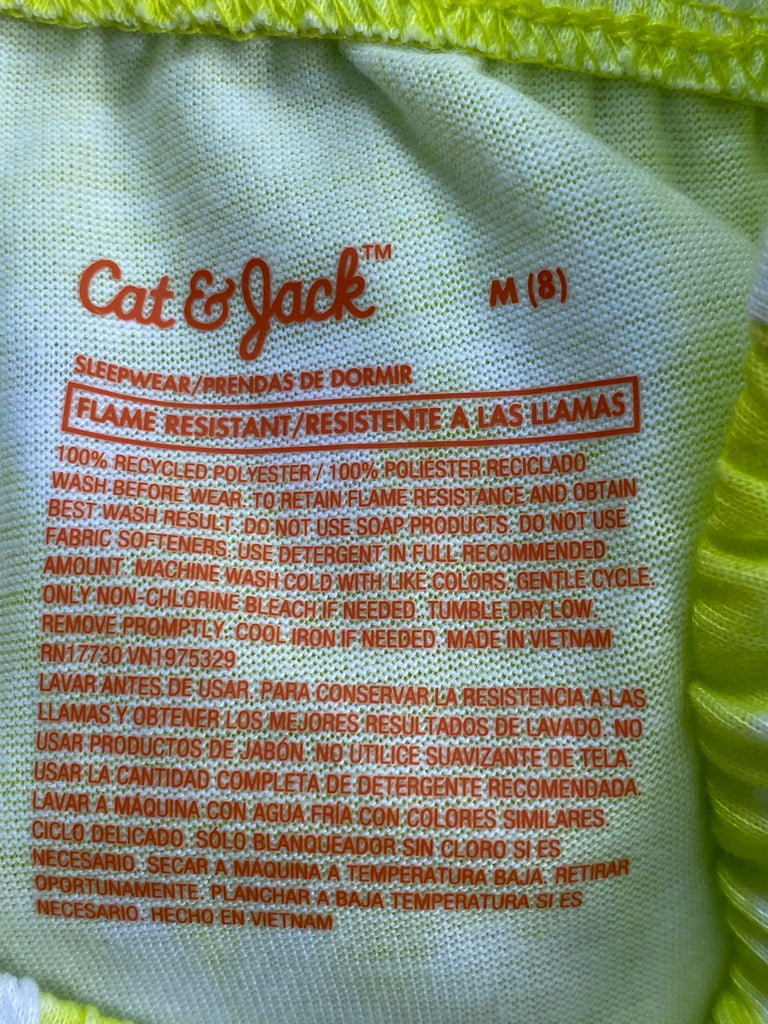 Cat & Jack™ M (8)
SLEEPWEAR/PRENDAS DE DORMIR
FLAME RESISTANT/RESISTENTE A LAS LLAMAS
100% RECYCLED POLYESTER / 100% POLIÉSTER RECICLADO
WASH BEFORE WEAR. TO RETAIN FLAME RESISTANCE AND OBTAIN
BEST WASH RESULT. DO NOT USE SOAP PRODUCTS. DO NOT USE
FABRIC SOFTENERS. USE DETERGENT IN FULL RECOMMENDED
AMOUNT. MACHINE WASH COLD WITH LIKE COLORS. GENTLE CYCLE.
ONLY NON-CHLORINE BLEACH IF NEEDED. TUMBLE DRY LOW.
REMOVE PROMPTLY. COOL IRON IF NEEDED. MADE IN VIETNAM
RN17730 VN1975329
LAVAR ANTES DE USAR. PARA CONSERVAR LA RESISTENCIA A LAS
LLAMAS Y OBTENER LOS MEJORES RESULTADOS DE LAVADO. NO
USAR PRODUCTOS DE JABÓN. NO UTILICE SUAVIZANTE DE TELA.
USAR LA CANTIDAD COMPLETA DE DETERGENTE RECOMENDADA.
LAVAR A MÁQUINA CON AGUA FRÍA CON COLORES SIMILARES.
CICLO DELICADO. SÓLO BLANQUEADOR SIN CLORO SI ES
NECESARIO. SECAR A MÁQUINA A TEMPERATURA BAJA. RETIRAR
OPORTUNAMENTE. PLANCHAR A BAJA TEMPERATURA SI ES
NECESARIO. HECHO EN VIETNAM